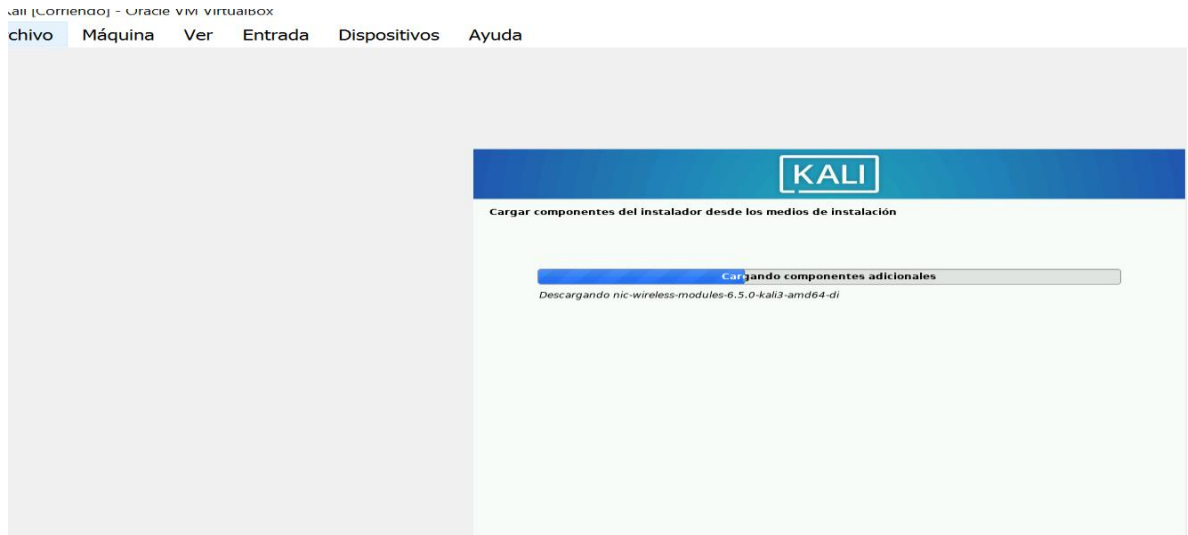 [Corriendo] - Oracle VM VirtualBox
chivo Máquina Ver Entrada Dispositivos Ayuda
KALI
Cargar componentes del instalador desde los medios de instalación
Cargando componentes adicionales
Descargando nic-wireless-modules-6.5.0-kali3-amd64-di